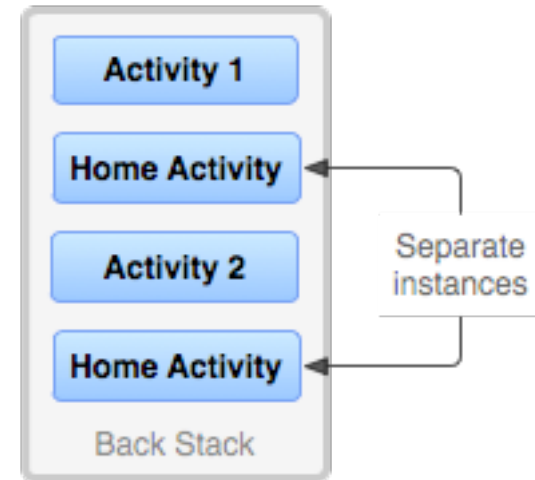 Activity 1
Home Activity
Activity 2
Home Activity
Back Stack
Separate
instances